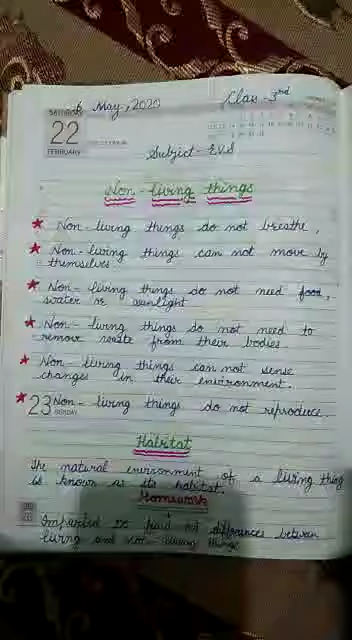 6 May, 2020 Class - 3rd
SATURDAY
22
FEBRUARY
Subject - E.V.S
Non-living things
★ Non-living things do not breathe.
★ Non-living things can not move by
themselves.
★ Non-living things do not need food,
water or sunlight
★ Non-living things do not need to
remove waste from their bodies.
★ Non-living things can not sense
changes in their environment.
★ 23 Non-living things do not reproduce.
SUNDAY
Habitat
The natural environment of a living thing
is known as its habitat.
Homework
find out differences between
living and non-living things